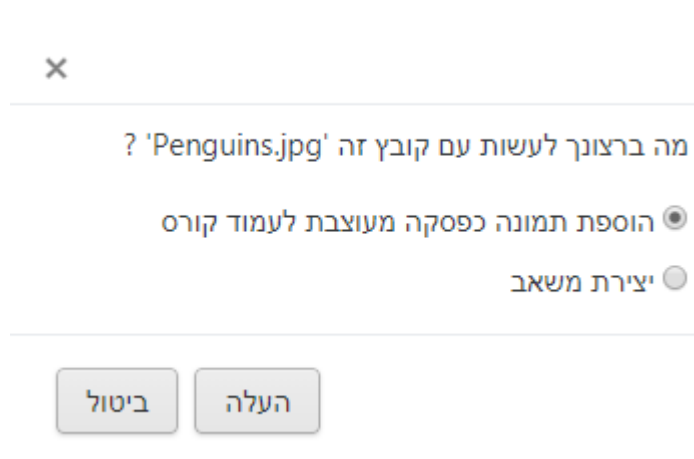 ×
מה ברצונך לעשות עם קובץ זה 'Penguins.jpg' ?
הוספת תמונה כפסקה מעוצבת לעמוד קורס
יצירת משאב
העלה
ביטול